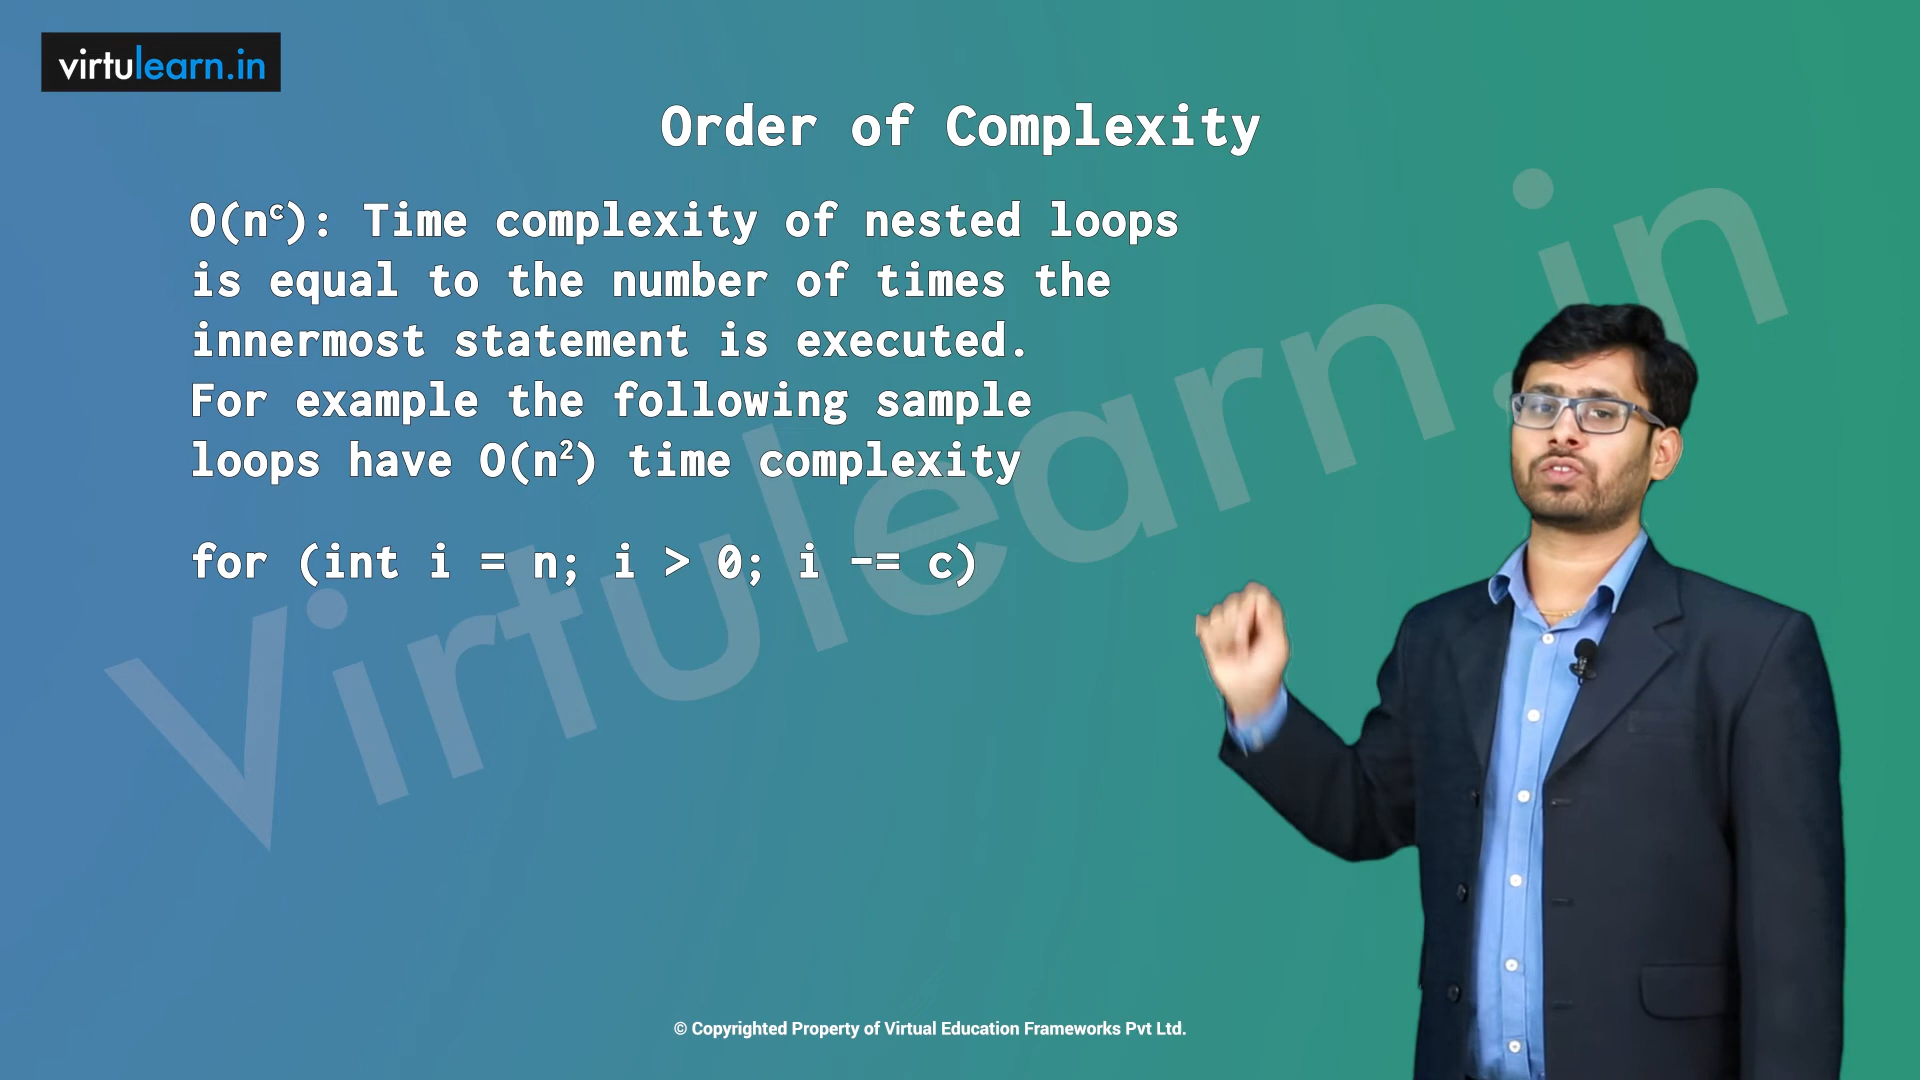 virtulearn.in
Order of Complexity
O(nᶜ): Time complexity of nested loops
is equal to the number of times the
innermost statement is executed.
For example the following sample
loops have O(n²) time complexity
for (int i = n; i > 0; i -= c)
Virtulearn.in
© Copyrighted Property of Virtual Education Frameworks Pvt Ltd.